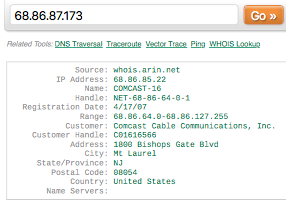 68.86.87.173 Go »
Related Tools: DNS Traversal Traceroute Vector Trace Ping WHOIS Lookup
Source: whois.arin.net
IP Address: 68.86.85.22
Name: COMCAST-16
Handle: NET-68-86-64-0-1
Registration Date: 4/17/07
Range: 68.86.64.0-68.86.127.255
Customer: Comcast Cable Communications, Inc.
Customer Handle: C01616566
Address: 1800 Bishops Gate Blvd
City: Mt Laurel
State/Province: NJ
Postal Code: 08054
Country: United States
Name Servers: